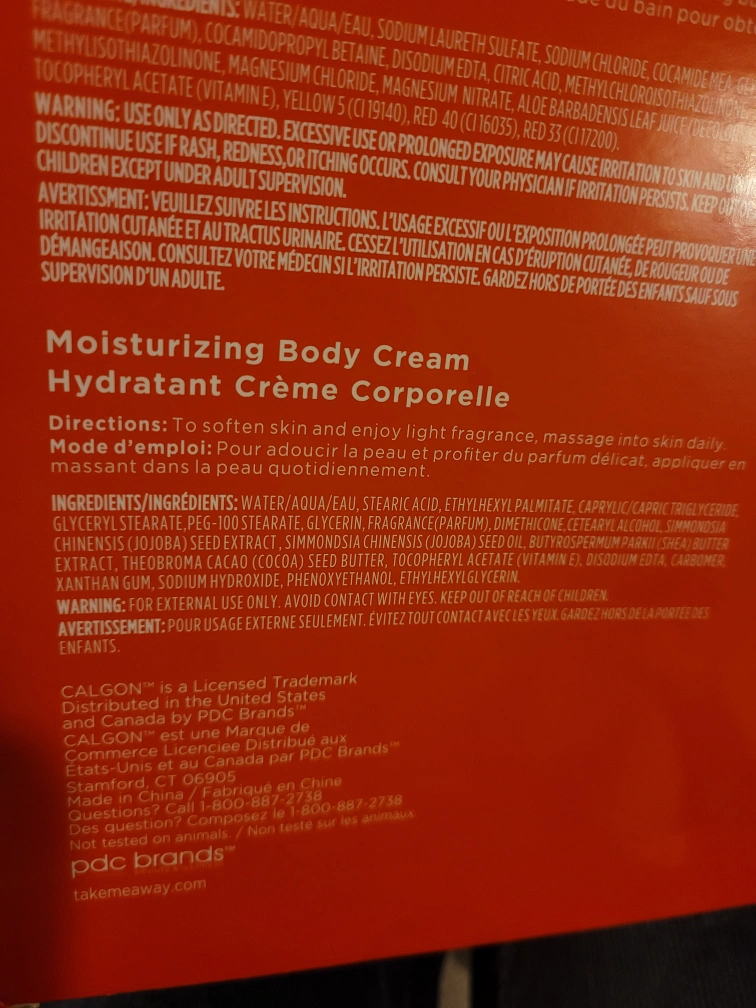 du bain pour
INGREDIENTS: WATER/AQUA/EAU, SODIUM LAURETH SULFATE, SODIUM CHLORIDE, COCAMIDE MEA,
FRAGRANCE(PARFUM), COCAMIDOPROPYL BETAINE, DISODIUM EDTA, CITRIC ACID, METHYLCHLOROISOTHIAZOLINONE,
METHYLISOTHIAZOLINONE, MAGNESIUM CHLORIDE, MAGNESIUM NITRATE, ALOE BARBADENSIS LEAF JUICE
TOCOPHERYL ACETATE (VITAMIN E), YELLOW 5 (CI 19140), RED 40 (CI 16035), RED 33 (CI 17200).
WARNING: USE ONLY AS DIRECTED. EXCESSIVE USE OR PROLONGED EXPOSURE MAY CAUSE IRRITATION TO SKIN AND
DISCONTINUE USE IF RASH, REDNESS, OR ITCHING OCCURS. CONSULT YOUR PHYSICIAN IF IRRITATION PERSISTS. KEEP
CHILDREN EXCEPT UNDER ADULT SUPERVISION.
AVERTISSMENT: VEUILLEZ SUIVRE LES INSTRUCTIONS. L'USAGE EXCESSIF OU L'EXPOSITION PROLONGÉE PEUT PROVOQUER UNE
IRRITATION CUTANÉE ET AU TRACTUS URINAIRE. CESSEZ L'UTILISATION EN CAS D'ÉRUPTION CUTANÉE, DE ROUGEUR OU DE
DÉMANGEAISON. CONSULTEZ VOTRE MÉDECIN SI L'IRRITATION PERSISTE. GARDEZ HORS DE PORTÉE DES ENFANTS SAUF SOUS
SUPERVISION D'UN ADULTE.
Moisturizing Body Cream
Hydratant Crème Corporelle
Directions: To soften skin and enjoy light fragrance, massage into skin daily.
Mode d'emploi: Pour adoucir la peau et profiter du parfum délicat, appliquer en
massant dans la peau quotidiennement.
INGREDIENTS/INGRÉDIENTS: WATER/AQUA/EAU, STEARIC ACID, ETHYLHEXYL PALMITATE, CAPRYLIC/CAPRIC TRIGLYCERIDE,
GLYCERYL STEARATE, PEG-100 STEARATE, GLYCERIN, FRAGRANCE(PARFUM), DIMETHICONE, CETEARYL ALCOHOL, SIMMONDSIA
CHINENSIS (JOJOBA) SEED EXTRACT , SIMMONDSIA CHINENSIS (JOJOBA) SEED OIL, BUTYROSPERMUM PARKII (SHEA) BUTTER
EXTRACT, THEOBROMA CACAO (COCOA) SEED BUTTER, TOCOPHERYL ACETATE (VITAMIN E), DISODIUM EDTA, CARBOMER,
XANTHAN GUM, SODIUM HYDROXIDE, PHENOXYETHANOL, ETHYLHEXYLGLYCERIN.
WARNING: FOR EXTERNAL USE ONLY. AVOID CONTACT WITH EYES. KEEP OUT OF REACH OF CHILDREN.
AVERTISSEMENT: POUR USAGE EXTERNE SEULEMENT. ÉVITEZ TOUT CONTACT AVEC LES YEUX. GARDEZ HORS DE LA PORTÉE DES
ENFANTS.
CALGON™ is a Licensed Trademark
Distributed in the United States
and Canada by PDC Brands™
CALGON™ est une Marque de
Commerce Licenciee Distribué aux
États-Unis et au Canada par PDC Brands™
Stamford, CT 06905
Made in China / Fabriqué en Chine
Questions? Call 1-800-887-2738
Des question? Composez le 1-800-887-2738
Not tested on animals. / Non testé sur les animaux
pdc brands™
takemeaway.com